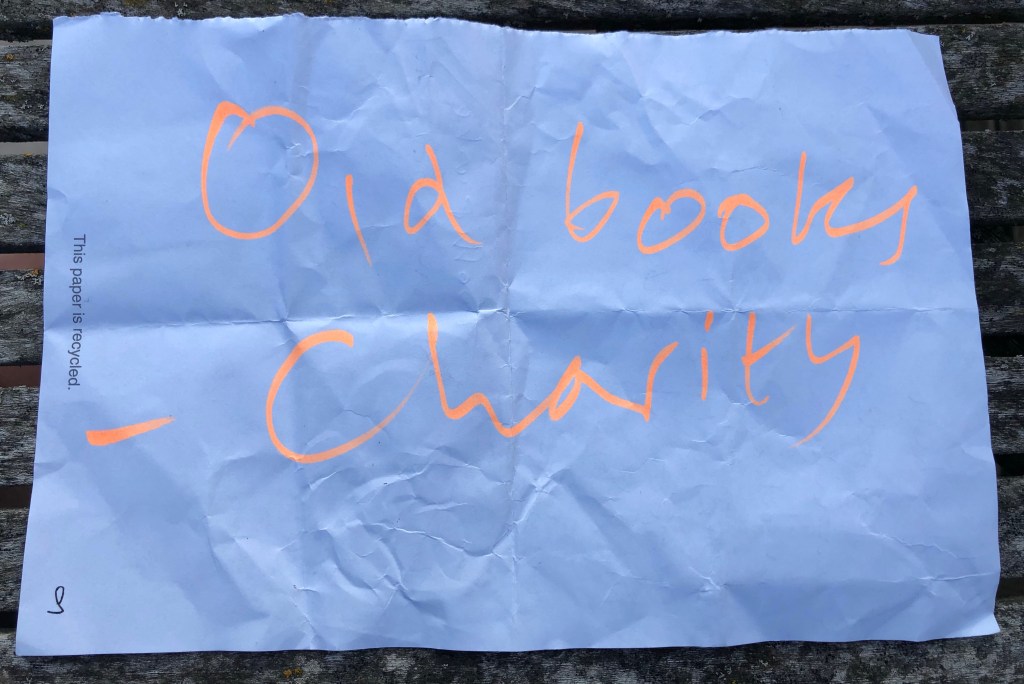 Old books
- Charity
This paper is recycled.